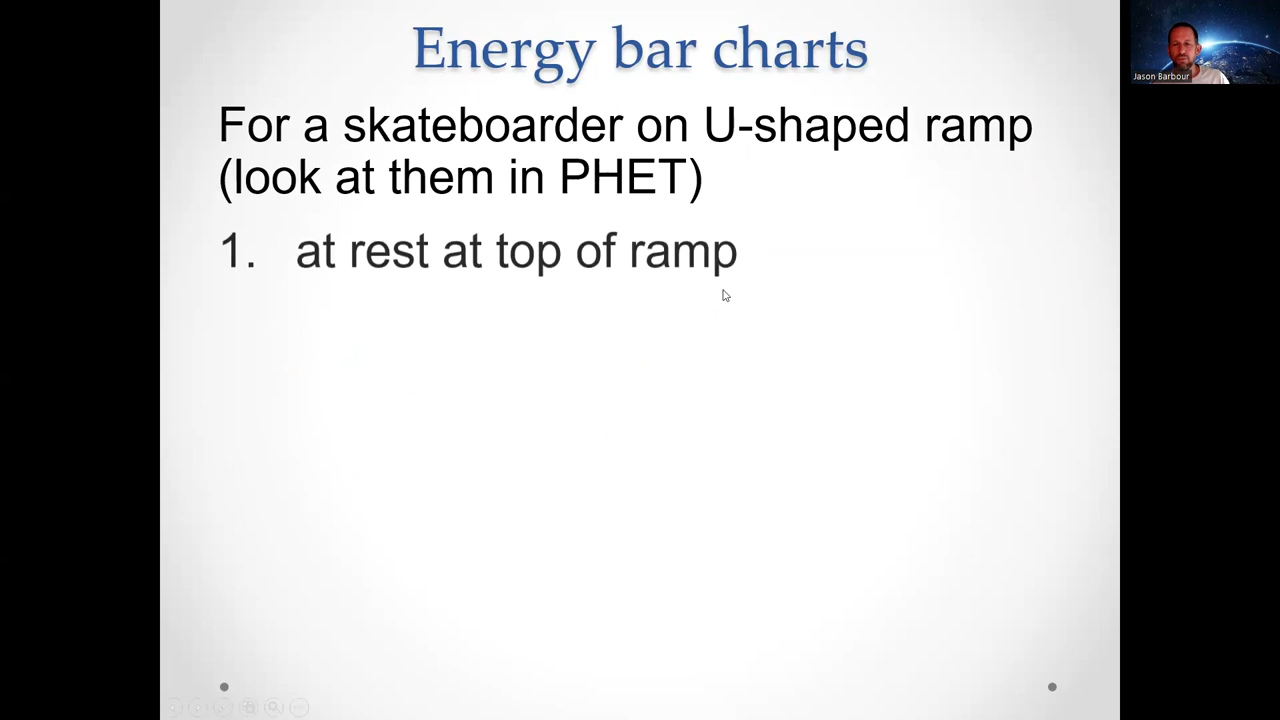 Energy bar charts
Jason Barbour
For a skateboarder on U-shaped ramp
(look at them in PHET)
1. at rest at top of ramp